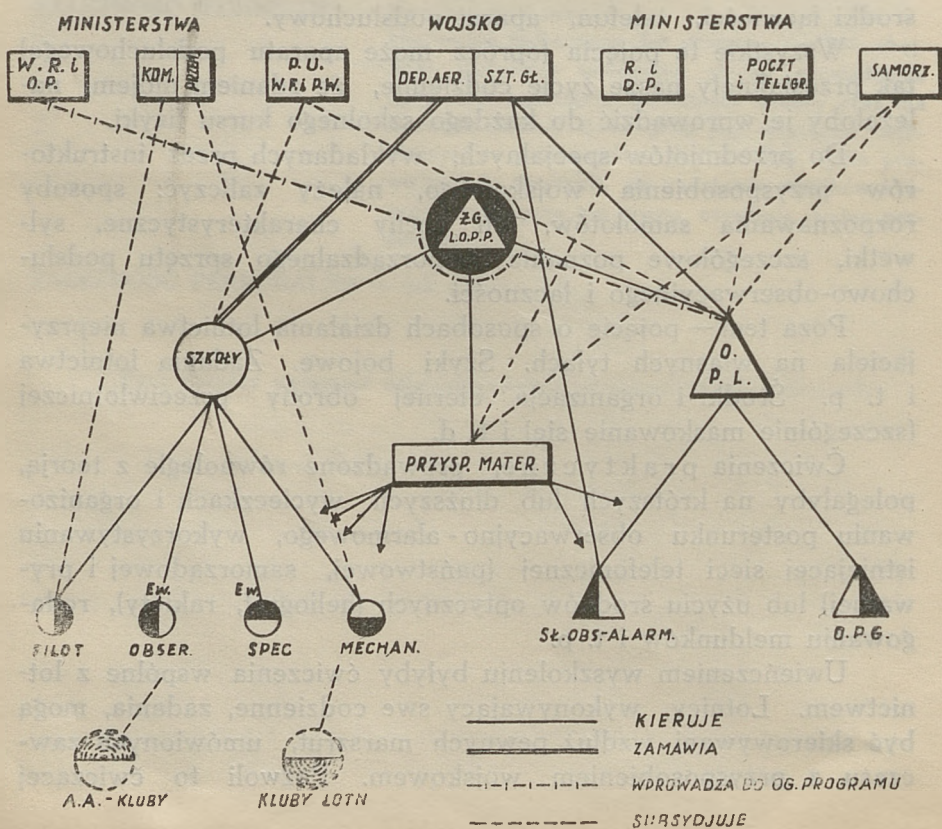 MINISTERSTWA WOJSKO MINISTERSTWA
W.R. i O.P.
KOM.
PRZEM.
P.U.
W.F. i P.W.
DEP. AER. SZT. GŁ.
R. i D.P.
POCZT i TELEGR.
SAMORZ.
Z.G.
L.O.P.P.
SZKOŁY
O.
P. L.
PRZYSP. MATER.
Ew. Ew.
PILOT OBSER. SPEC MECHAN. SŁ.OBS-ALARM. O.P.G.
A.A.-KLUBY KLUBY LOTN
KIERUJE
ZAMAWIA
WPROWADZA DO OG. PROGRAMU
SUBSYDJUJE